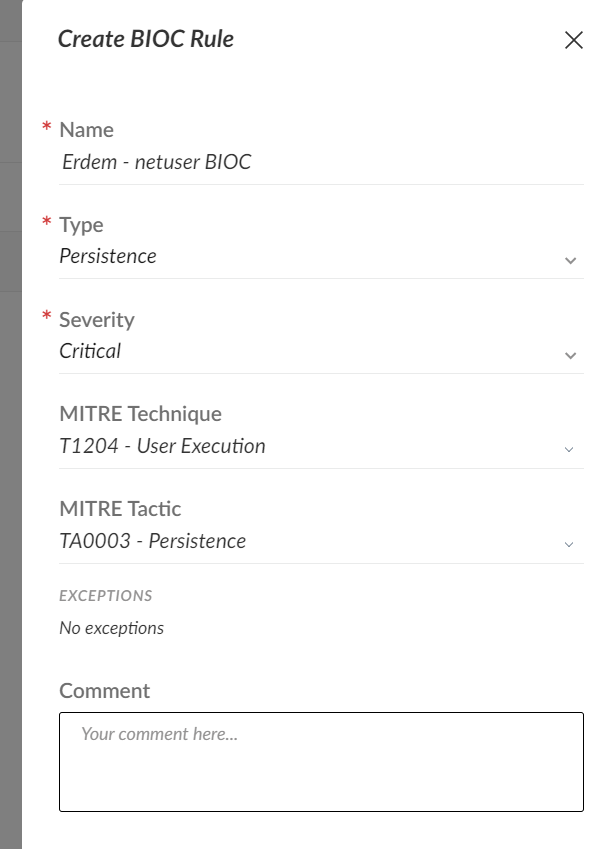 Create BIOC Rule
* Name
Erdem - netuser BIOC
* Type
Persistence
* Severity
Critical
MITRE Technique
T1204 - User Execution
MITRE Tactic
TA0003 - Persistence
EXCEPTIONS
No exceptions
Comment
Your comment here...